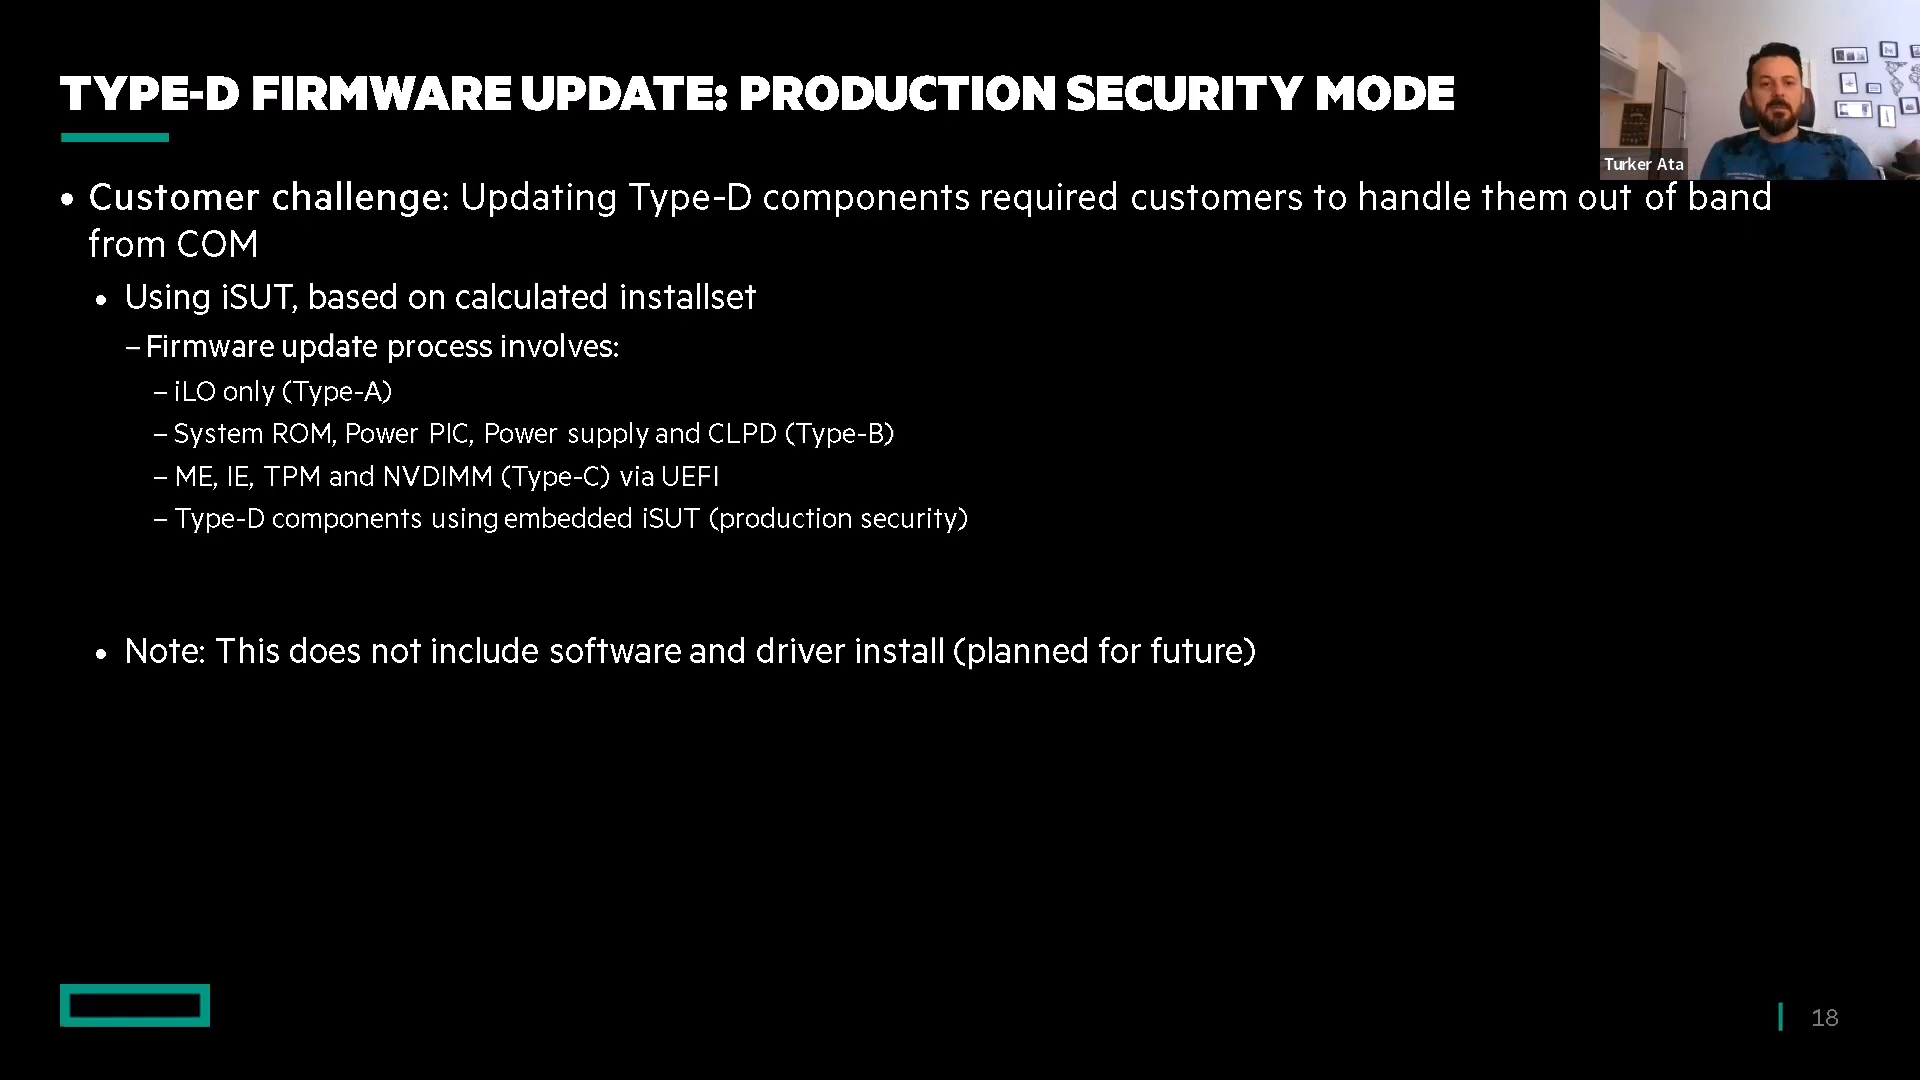 TYPE-D FIRMWARE UPDATE: PRODUCTION SECURITY MODE
Turker Ata
• Customer challenge: Updating Type-D components required customers to handle them out of band
from COM
• Using iSUT, based on calculated installset
– Firmware update process involves:
– iLO only (Type-A)
– System ROM, Power PIC, Power supply and CLPD (Type-B)
– ME, IE, TPM and NVDIMM (Type-C) via UEFI
– Type-D components using embedded iSUT (production security)
• Note: This does not include software and driver install (planned for future)
18